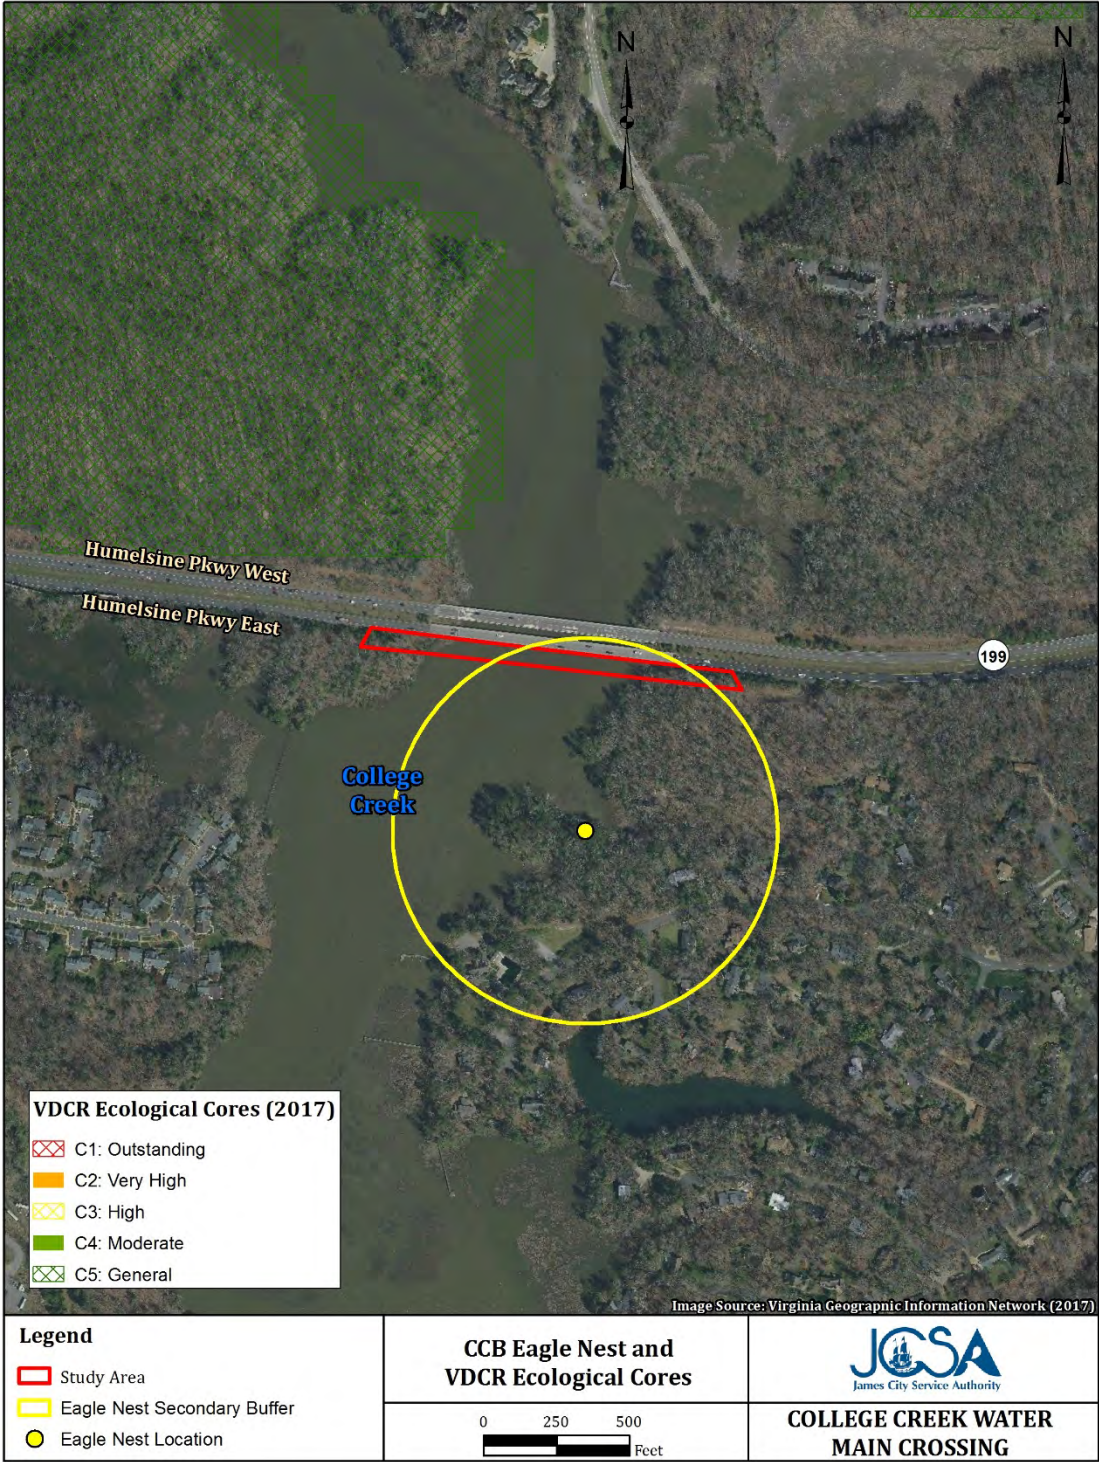 N
N
Humelsine Pkwy West
Humelsine Pkwy East
199
College
Creek
VDCR Ecological Cores (2017)
C1: Outstanding
C2: Very High
C3: High
C4: Moderate
C5: General
Image Source: Virginia Geographic Information Network (2017)
Legend
Study Area
Eagle Nest Secondary Buffer
Eagle Nest Location
CCB Eagle Nest and
VDCR Ecological Cores
0 250 500
Feet
JCSA
James City Service Authority
COLLEGE CREEK WATER
MAIN CROSSING